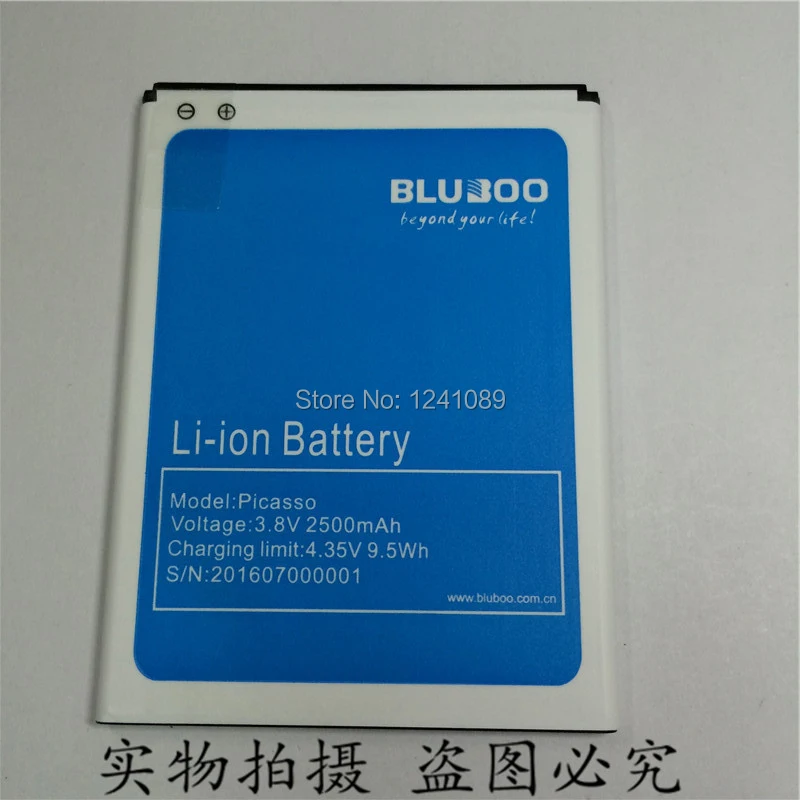 ⊖ ⊕
BLUBOO
beyond your life!
Store No: 1241089
Li-ion Battery
Model:Picasso
Voltage:3.8V 2500mAh
Charging limit:4.35V 9.5Wh
S/N:201607000001
www.bluboo.com.cn
实物拍摄 盗图必究